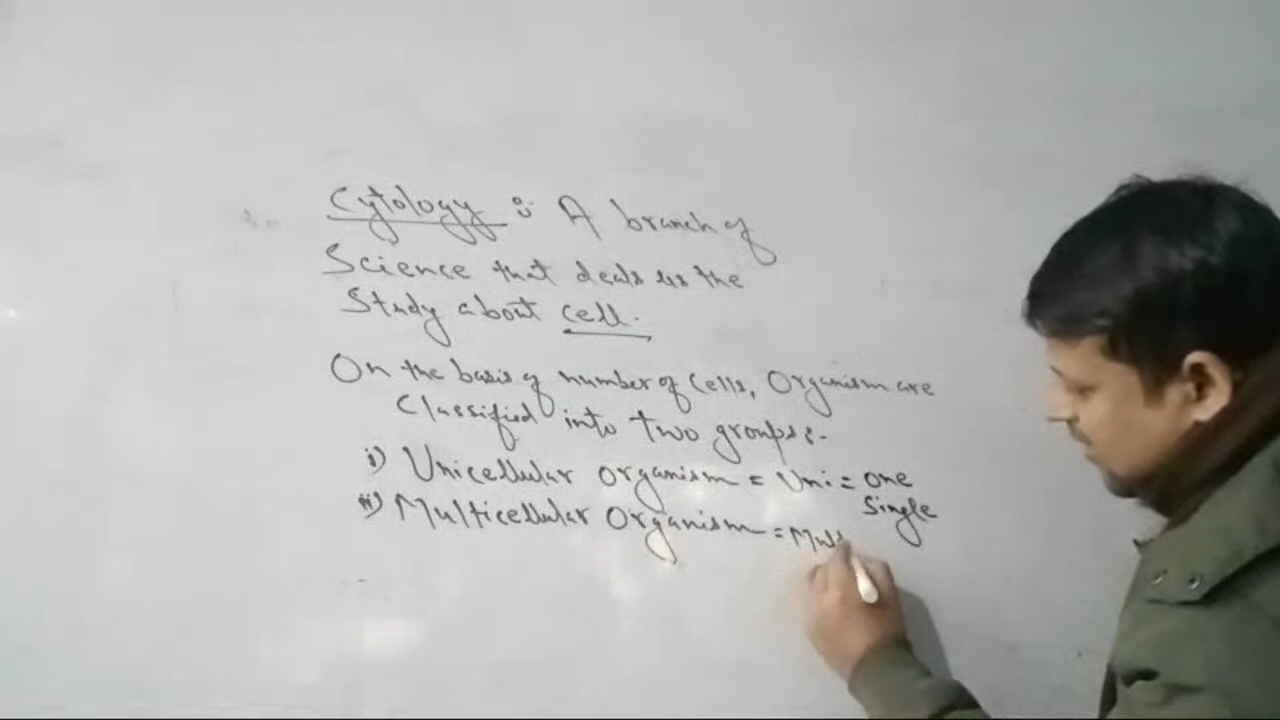 Cytology :- A branch of
Science that deals us the
Study about cell.
On the basis of number of Cells, Organism are
Classified into two groups:-
i) Unicellular organism = Uni = one
Single
ii) Multicellular Organism = Mul